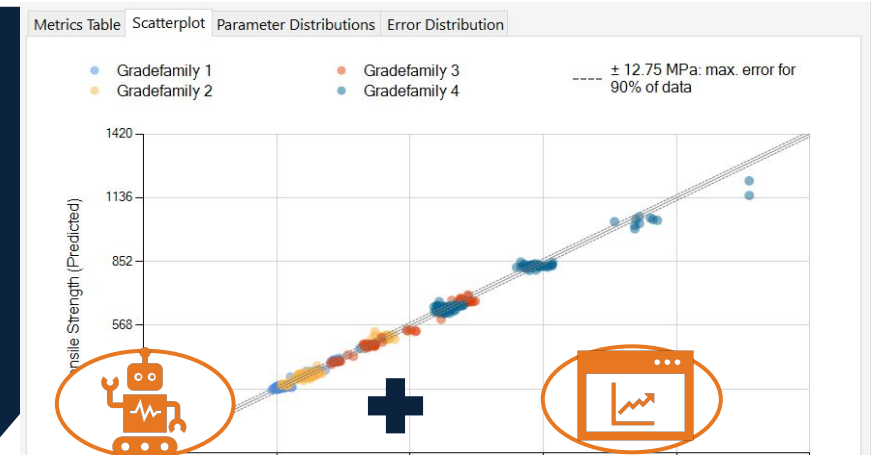 Metrics Table Scatterplot Parameter Distributions Error Distribution
Gradefamily 1 Gradefamily 3 ± 12.75 MPa: max. error for
Gradefamily 2 Gradefamily 4 90% of data
1420
1136
852
568
Strength (Predicted)